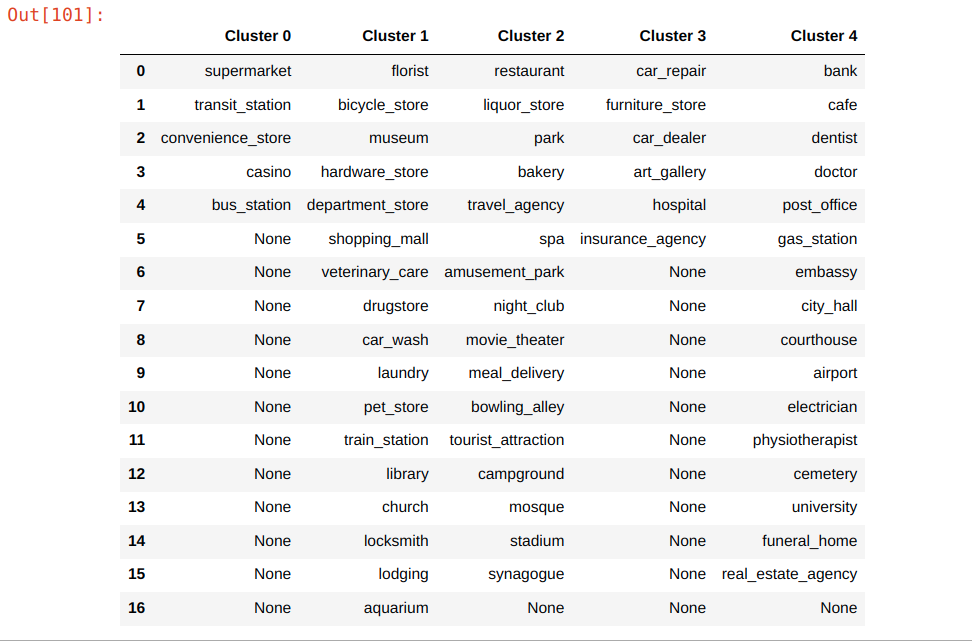 Out[101]:
Cluster 0 Cluster 1 Cluster 2 Cluster 3 Cluster 4
0 supermarket florist restaurant car_repair bank
1 transit_station bicycle_store liquor_store furniture_store cafe
2 convenience_store museum park car_dealer dentist
3 casino hardware_store bakery art_gallery doctor
4 bus_station department_store travel_agency hospital post_office
5 None shopping_mall spa insurance_agency gas_station
6 None veterinary_care amusement_park None embassy
7 None drugstore night_club None city_hall
8 None car_wash movie_theater None courthouse
9 None laundry meal_delivery None airport
10 None pet_store bowling_alley None electrician
11 None train_station tourist_attraction None physiotherapist
12 None library campground None cemetery
13 None church mosque None university
14 None locksmith stadium None funeral_home
15 None lodging synagogue None real_estate_agency
16 None aquarium None None None